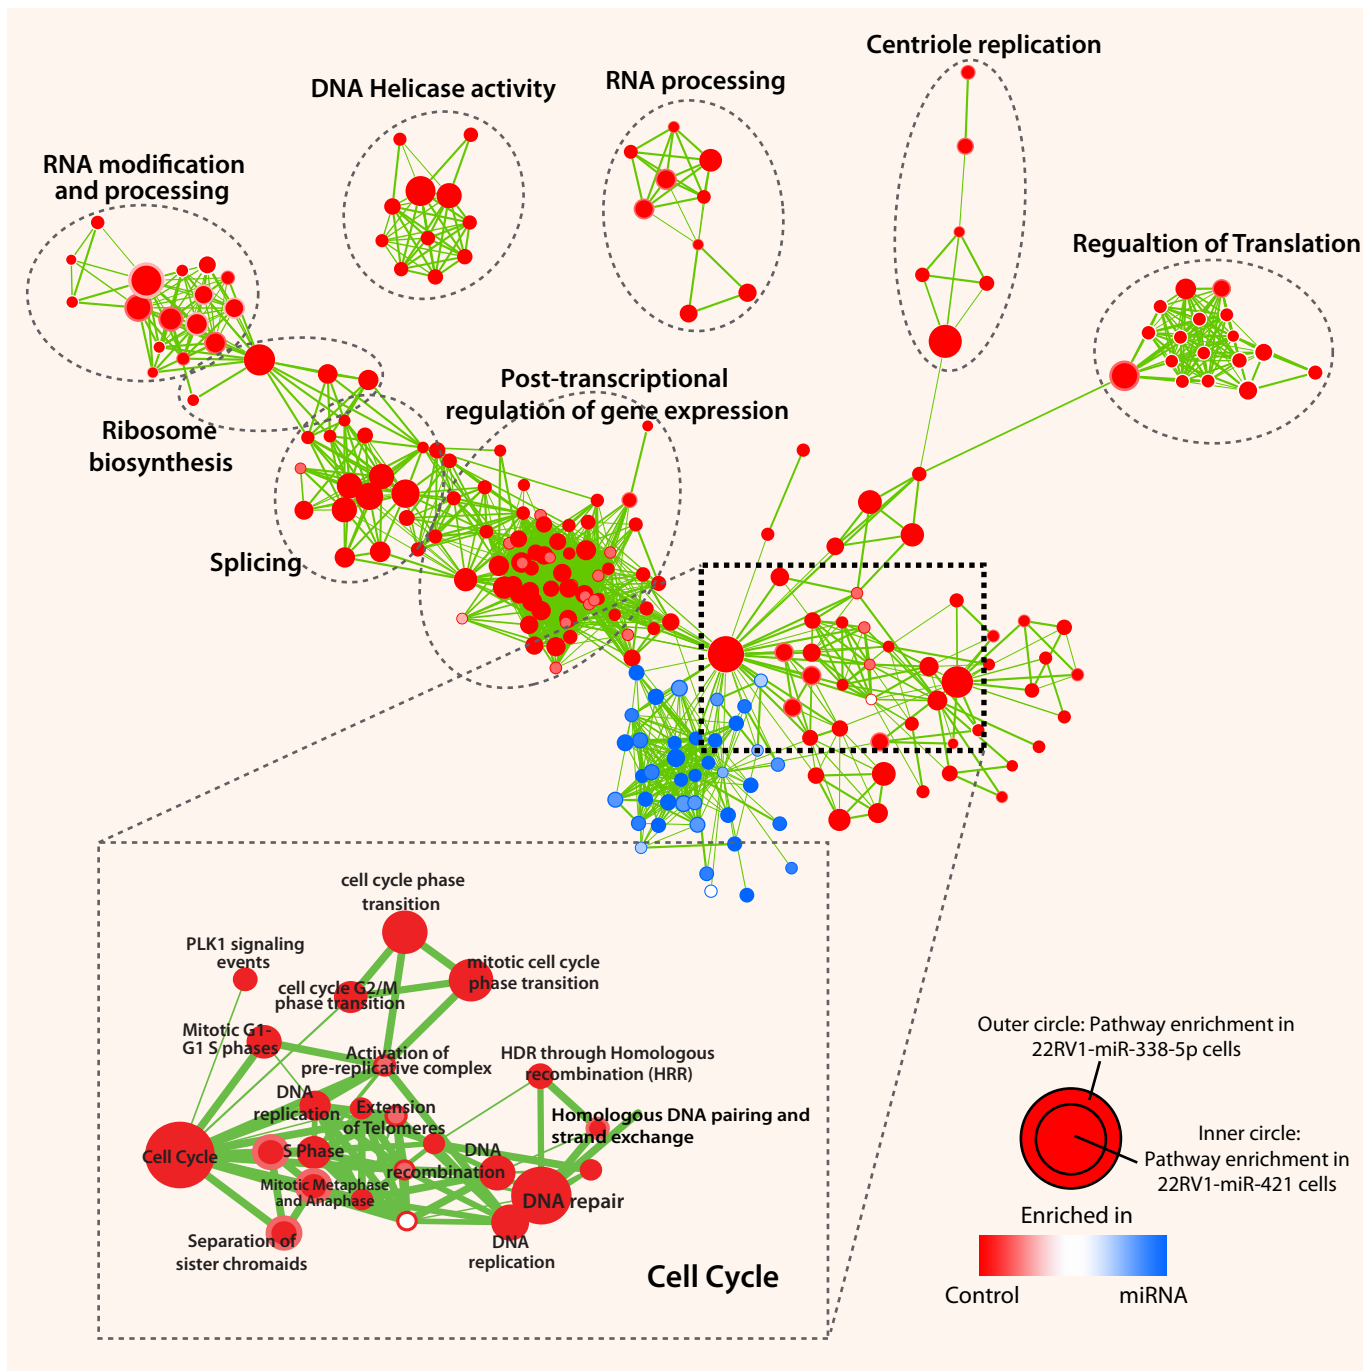 Centriole replication
RNA processing
DNA Helicase activity
RNA modification
and processing
Regualtion of Translation
Post-transcriptional
regulation of gene expression
Ribosome
biosynthesis
Splicing
cell cycle phase
transition
PLK1 signaling
events
mitotic cell cycle
phase transition
cell cycle G2/M
phase transition
Mitotic G1-
G1 S phases
Activation of
pre-replicative complex
HDR through Homologous
recombination (HRR)
DNA
replication
Extension
of Telomeres
Homologous DNA pairing and
strand exchange
Cell Cycle
S Phase
DNA
recombination
Mitotic Metaphase
and Anaphase
DNA repair
Separation of
sister chromaids
DNA
replication
Cell Cycle
Outer circle: Pathway enrichment in
22RV1-miR-338-5p cells
Inner circle:
Pathway enrichment in
22RV1-miR-421 cells
Enriched in
Control
miRNA